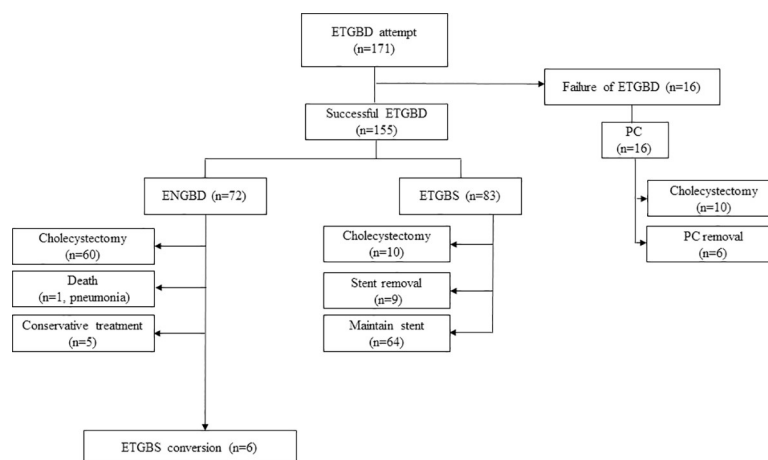 ETGBD attempt
(n=171)
Failure of ETGBD (n=16)
Successful ETGBD
(n=155)
PC
(n=16)
ENGBD (n=72)
ETGBS (n=83)
Cholecystectomy
(n=10)
PC removal
(n=6)
Cholecystectomy
(n=60)
Death
(n=1, pneumonia)
Conservative treatment
(n=5)
Cholecystectomy
(n=10)
Stent removal
(n=9)
Maintain stent
(n=64)
ETGBS conversion (n=6)